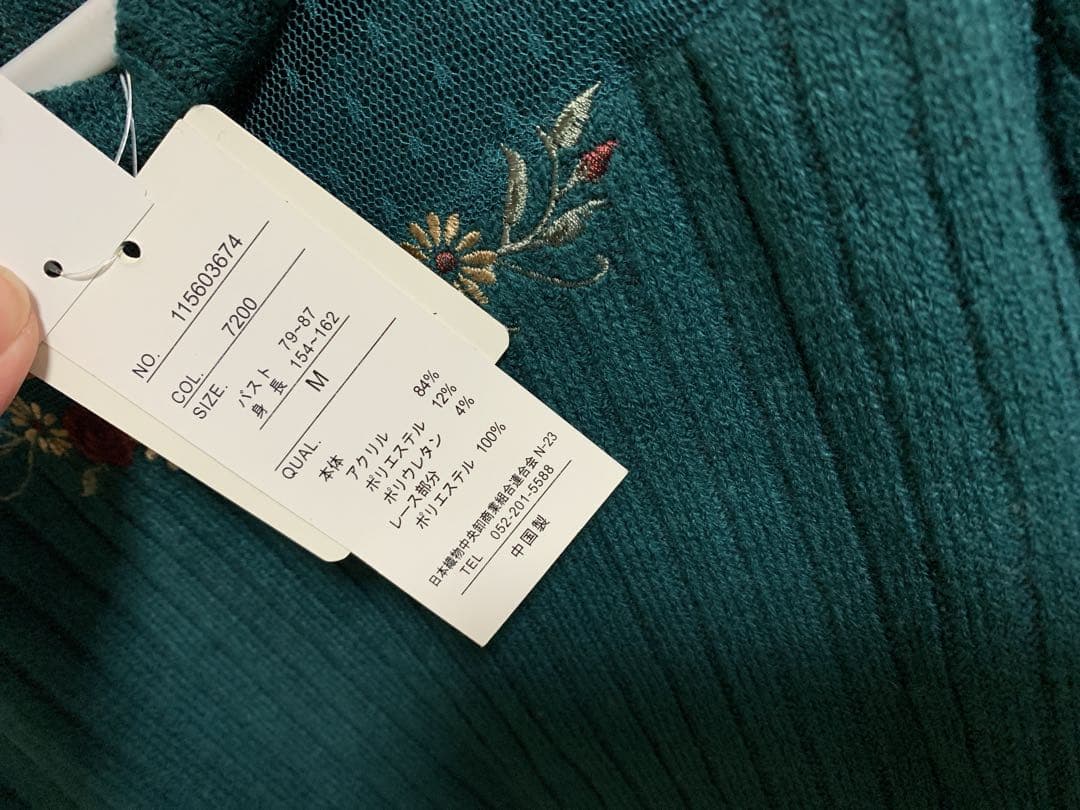 NO. 115603674
COL. 7200
SIZE.
バスト 79~87
身長 154~162
M
QUAL.
本体
アクリル 84%
ポリエステル 12%
ポリウレタン 4%
レース部分
ポリエステル 100%
日本織物中央卸商業組合連合会 N-23
TEL 052-201-5588
中国製